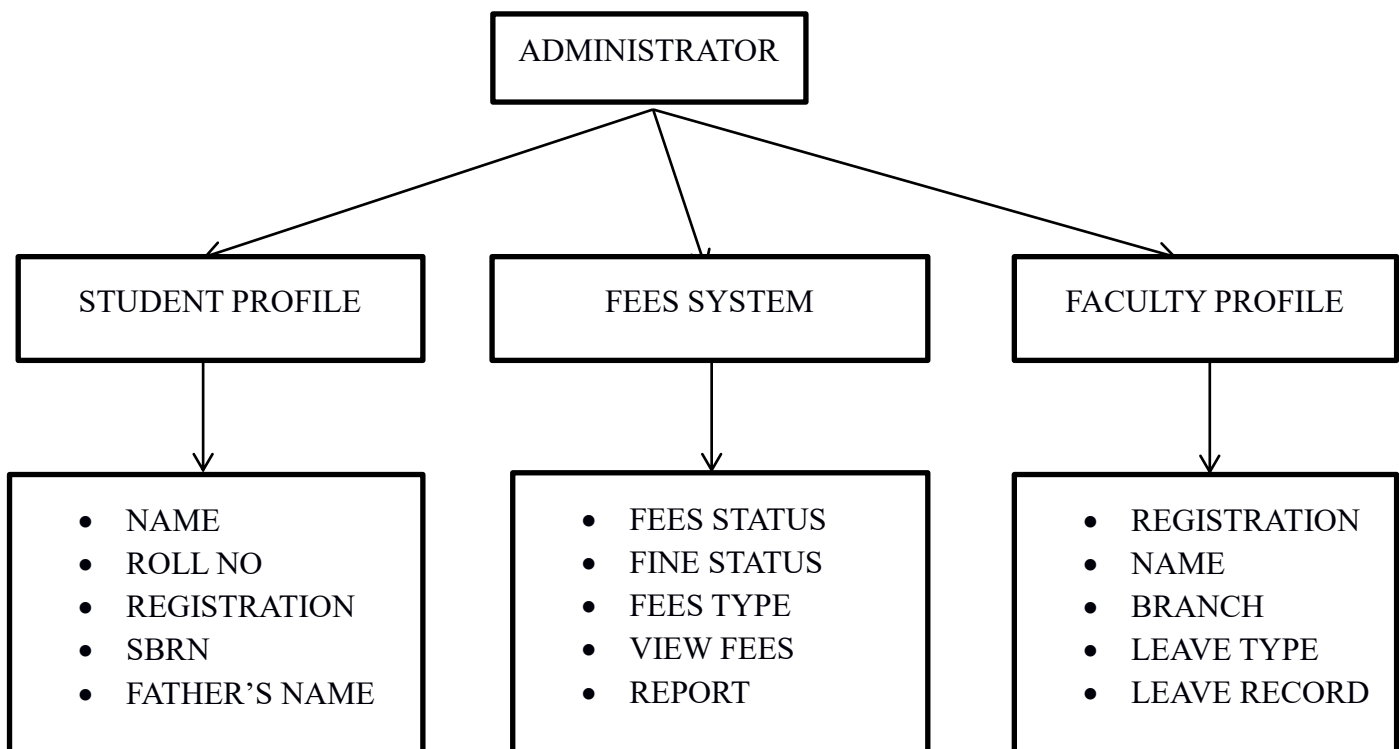 ADMINISTRATOR
STUDENT PROFILE
FEES SYSTEM
FACULTY PROFILE
• NAME
• ROLL NO
• REGISTRATION
• SBRN
• FATHER’S NAME
• FEES STATUS
• FINE STATUS
• FEES TYPE
• VIEW FEES
• REPORT
• REGISTRATION
• NAME
• BRANCH
• LEAVE TYPE
• LEAVE RECORD